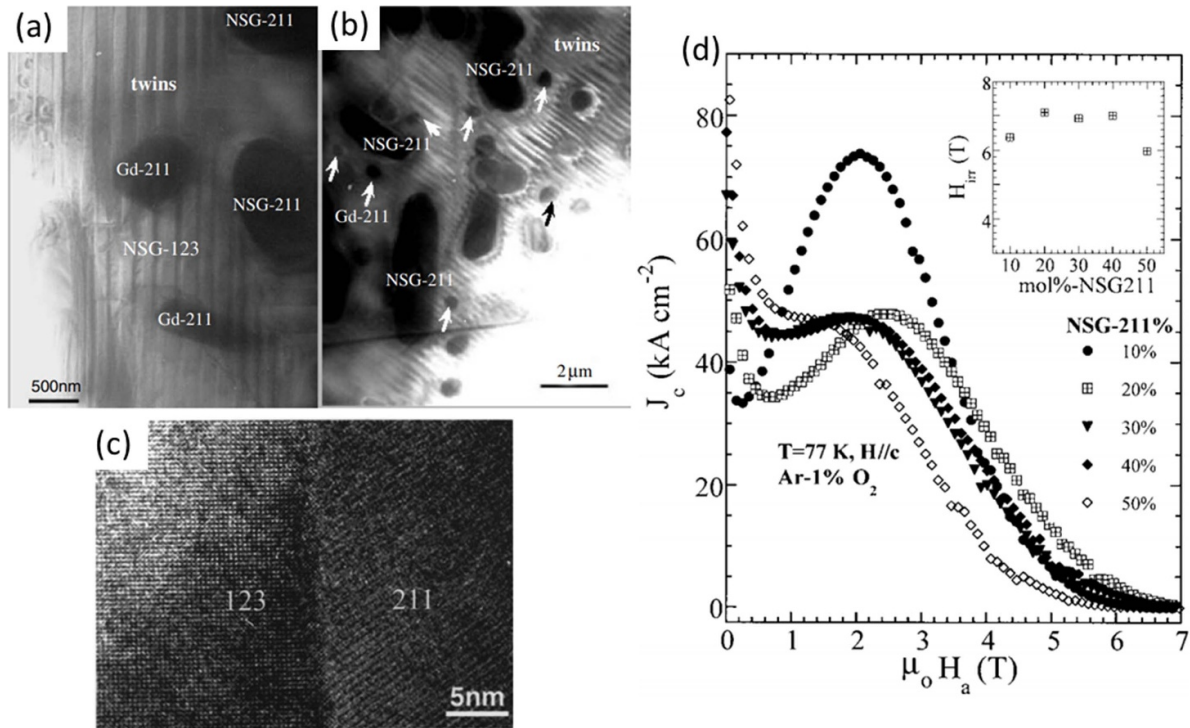 (a)
NSG-211
twins
Gd-211
NSG-211
NSG-123
Gd-211
500nm
(b)
twins
NSG-211
NSG-211
Gd-211
NSG-211
2μm
(c)
123
211
5nm
(d)
J_c (kA cm^-2)
80
60
40
20
0
0 1 2 3 4 5 6 7
μ_o H_a (T)
T=77 K, H//c
Ar-1% O_2
H_irr (T)
8
6
4
10 20 30 40 50
mol%-NSG211
NSG-211%
10%
20%
30%
40%
50%